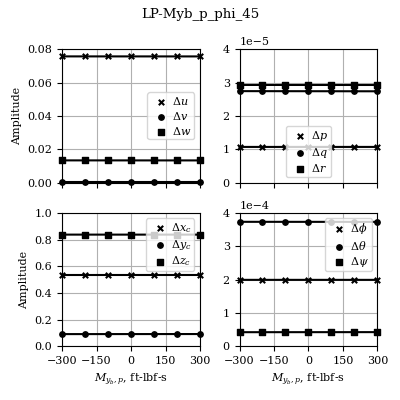 LP-Myb_p_phi_45
1e−5
0.08
0.06
0.04
0.02
0.00
Amplitude
Δu
Δv
Δw
4
3
2
1
0
Δp
Δq
Δr
1e−4
1.0
0.8
0.6
0.4
0.2
0.0
Amplitude
Δx_c
Δy_c
Δz_c
4
3
2
1
0
Δϕ
Δθ
Δψ
−300 −150 0 150 300
−300 −150 0 150 300
M_{y_b,p}, ft-lbf-s
M_{y_b,p}, ft-lbf-s